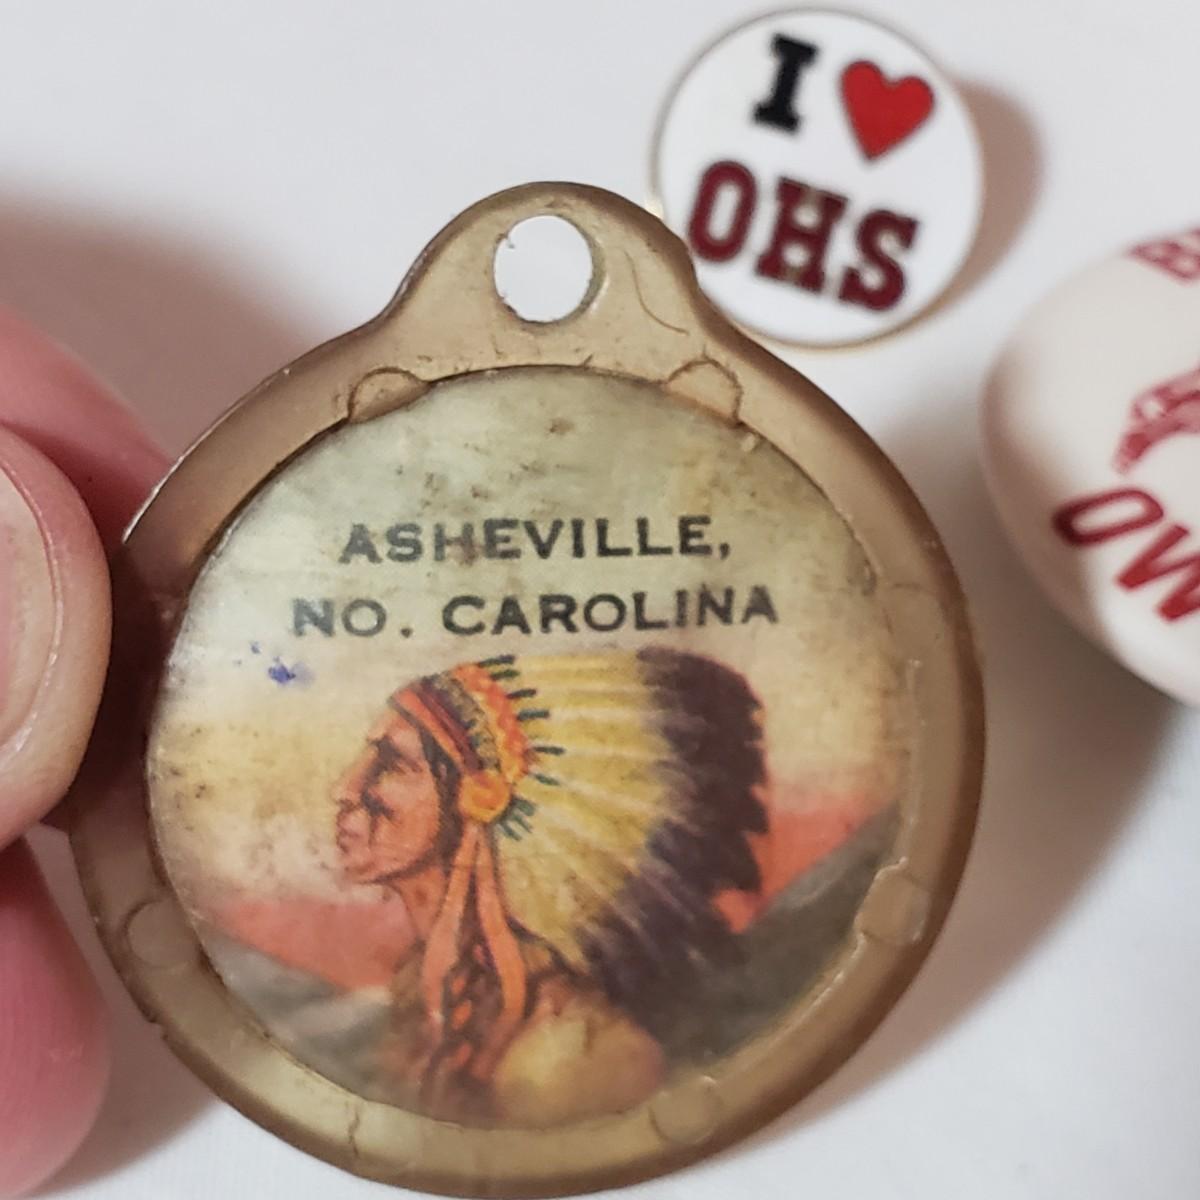 I ♥
OHS
ASHEVILLE,
NO. CAROLINA